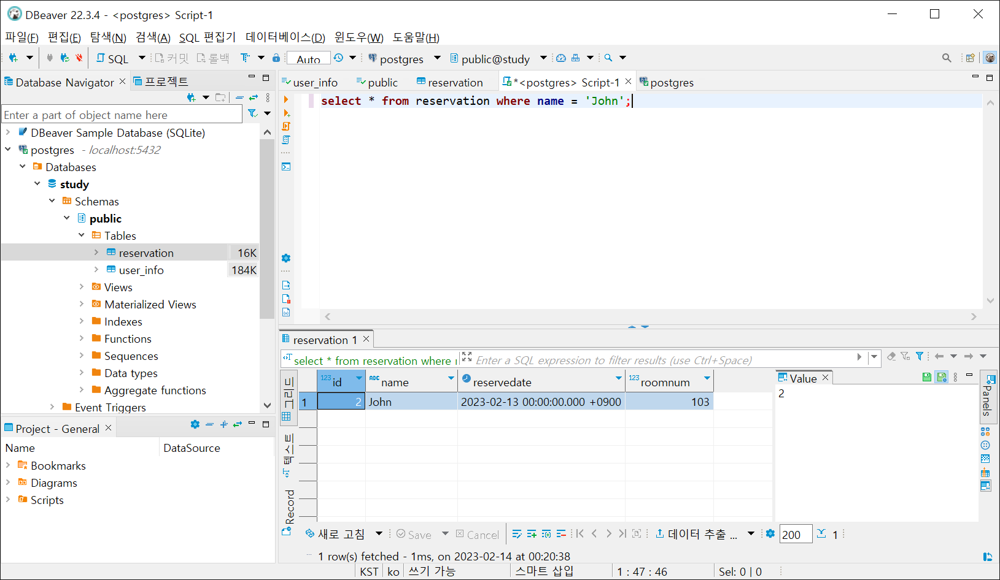 DBeaver 22.3.4 - <postgres> Script-1
파일(F) 편집(E) 탐색(N) 검색(A) SQL 편집기 데이터베이스(D) 윈도우(W) 도움말(H)
SQL 커밋 롤백 Auto postgres public@study
Database Navigator 프로젝트
Enter a part of object name here
DBeaver Sample Database (SQLite)
postgres - localhost:5432
Databases
study
Schemas
public
Tables
reservation 16K
user_info 184K
Views
Materialized Views
Indexes
Functions
Sequences
Data types
Aggregate functions
Event Triggers
Project - General
Name DataSource
Bookmarks
Diagrams
Scripts
user_info public reservation *<postgres> Script-1 postgres
select * from reservation where name = 'John';
reservation 1
select * from reservation where Enter a SQL expression to filter results (use Ctrl+Space)
그리드
텍스트
Record
123 id ABC name reservedate 123 roomnum
1 2 John 2023-02-13 00:00:00.000 +0900 103
Value
2
Panels
새로 고침 Save Cancel 데이터 추출 ... 200 1
1 row(s) fetched - 1ms, on 2023-02-14 at 00:20:38
KST ko 쓰기 가능 스마트 삽입 1 : 47 : 46 Sel: 0 | 0